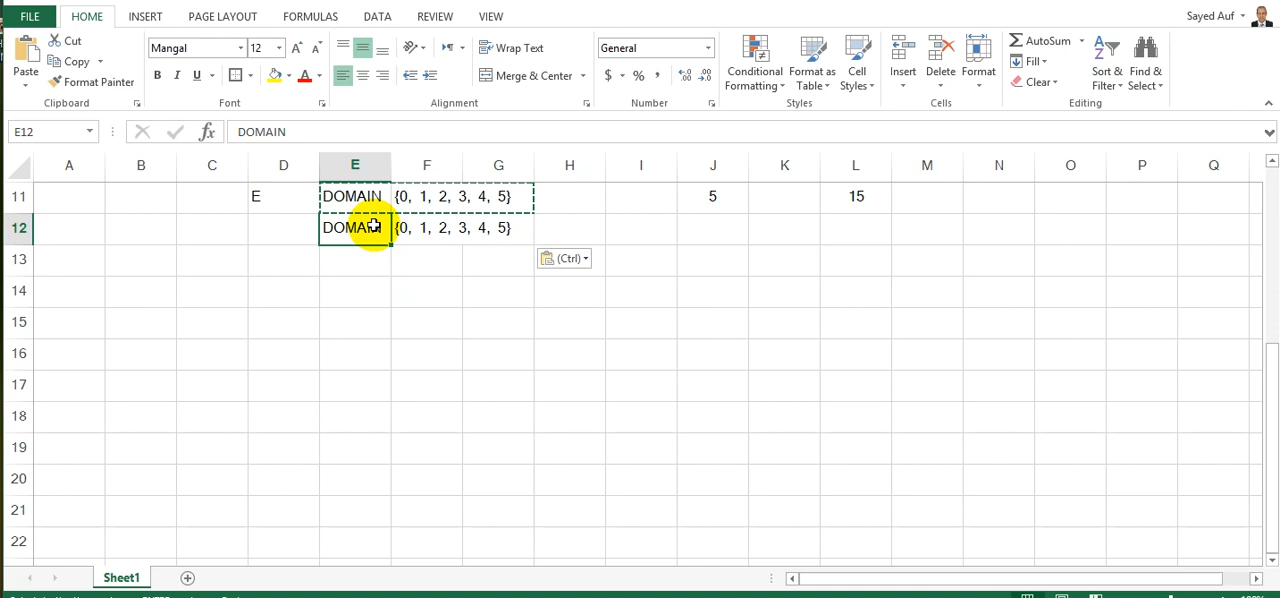 FILE HOME INSERT PAGE LAYOUT FORMULAS DATA REVIEW VIEW Sayed Auf
Cut
Copy
Format Painter
Paste
Clipboard
Mangal 12
B I U
Font
Wrap Text
Merge & Center
Alignment
General
$ % ,
Number
Conditional Formatting
Format as Table
Cell Styles
Styles
Insert Delete Format
Cells
AutoSum
Fill
Clear
Sort & Filter
Find & Select
Editing
E12 fx DOMAIN
A B C D E F G H I J K L M N O P Q
11 E DOMAIN {0, 1, 2, 3, 4, 5} 5 15
12 DOMAIN {0, 1, 2, 3, 4, 5}
13 (Ctrl)
14
15
16
17
18
19
20
21
22
Sheet1